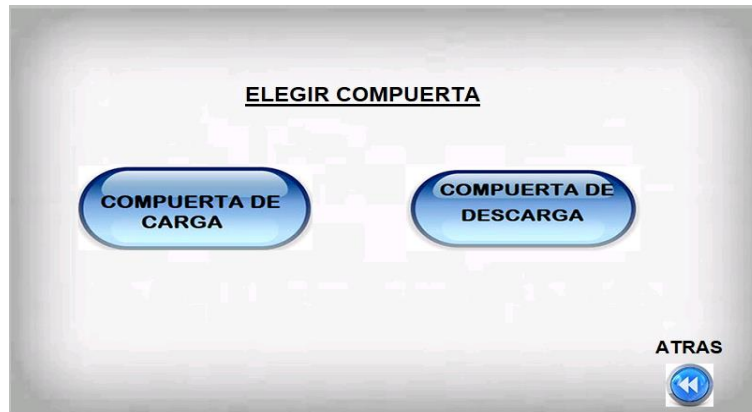 ELEGIR COMPUERTA
COMPUERTA DE
CARGA
COMPUERTA DE
DESCARGA
ATRAS